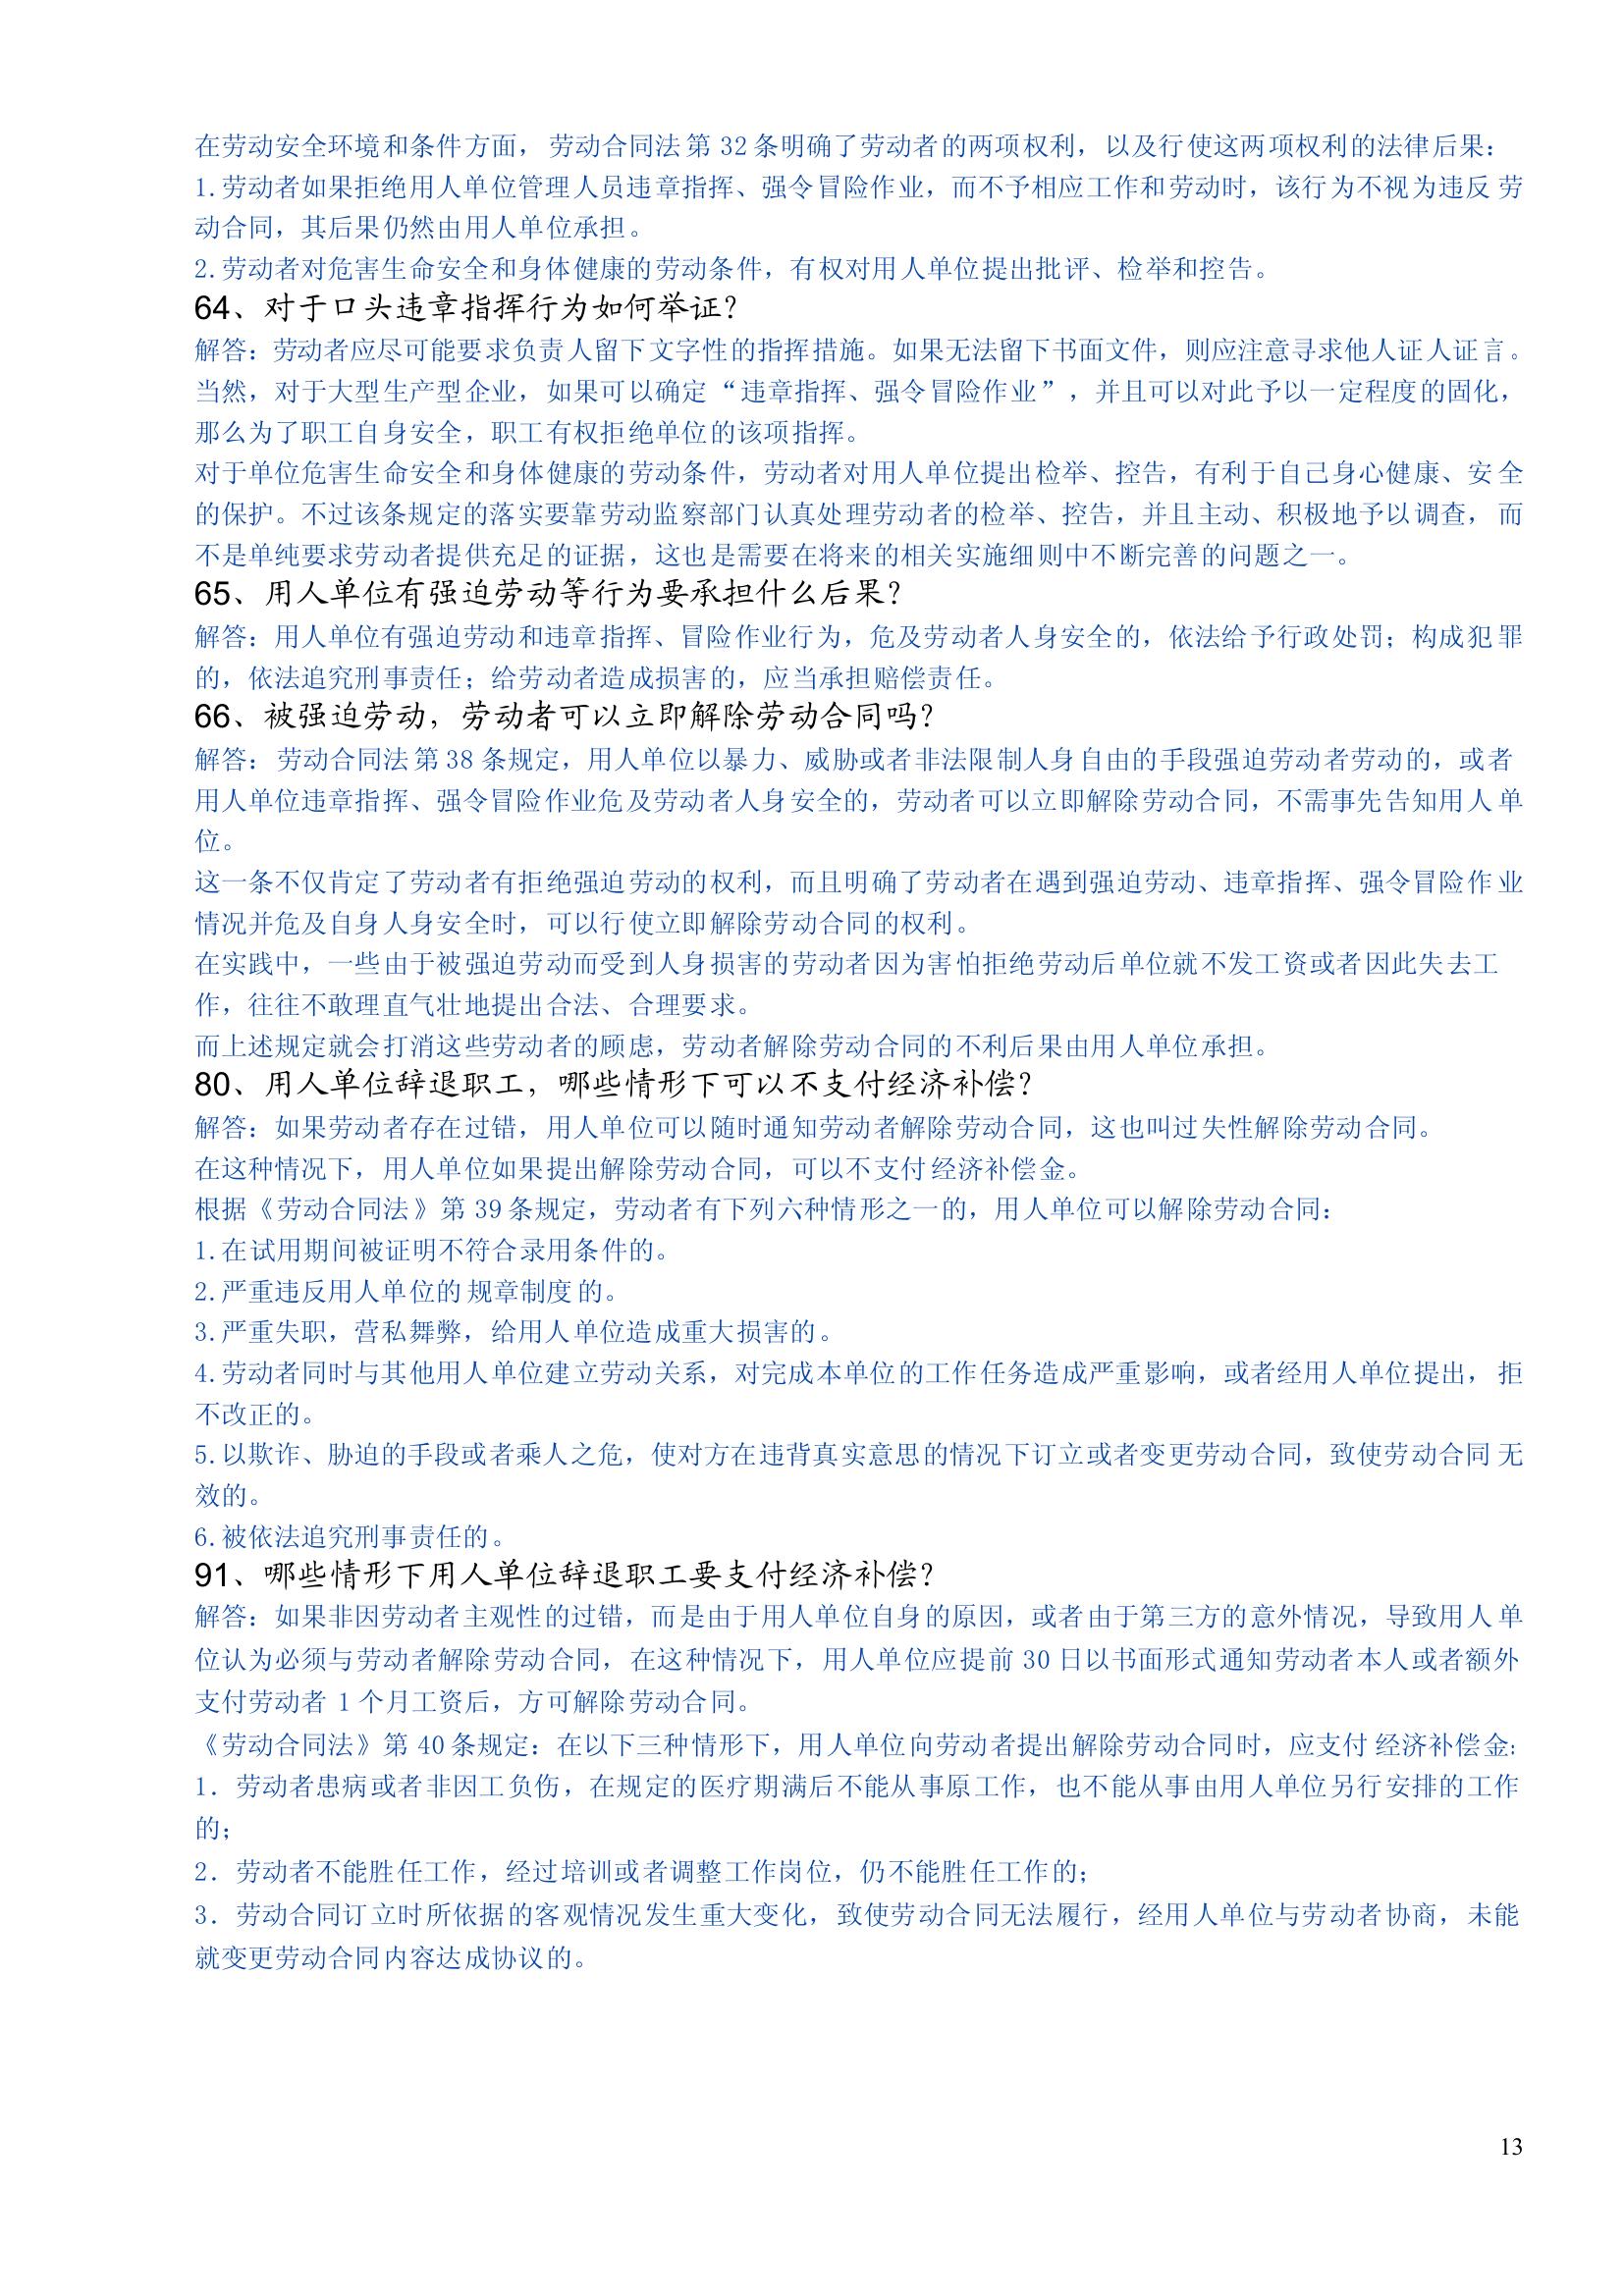 在劳动安全环境和条件方面，劳动合同法第 32 条明确了劳动者的两项权利，以及行使这两项权利的法律后果：
1.劳动者如果拒绝用人单位管理人员违章指挥、强令冒险作业，而不予相应工作和劳动时，该行为不视为违反劳
动合同，其后果仍然由用人单位承担。
2.劳动者对危害生命安全和身体健康的劳动条件，有权对用人单位提出批评、检举和控告。
64、对于口头违章指挥行为如何举证？
解答：劳动者应尽可能要求负责人留下文字性的指挥措施。如果无法留下书面文件，则应注意寻求他人证人证言。
当然，对于大型生产型企业，如果可以确定“违章指挥、强令冒险作业”，并且可以对此予以一定程度的固化，
那么为了职工自身安全，职工有权拒绝单位的该项指挥。
对于单位危害生命安全和身体健康的劳动条件，劳动者对用人单位提出检举、控告，有利于自己身心健康、安全
的保护。不过该条规定的落实要靠劳动监察部门认真处理劳动者的检举、控告，并且主动、积极地予以调查，而
不是单纯要求劳动者提供充足的证据，这也是需要在将来的相关实施细则中不断完善的问题之一。
65、用人单位有强迫劳动等行为要承担什么后果？
解答：用人单位有强迫劳动和违章指挥、冒险作业行为，危及劳动者人身安全的，依法给予行政处罚；构成犯罪
的，依法追究刑事责任；给劳动者造成损害的，应当承担赔偿责任。
66、被强迫劳动，劳动者可以立即解除劳动合同吗？
解答：劳动合同法第 38 条规定，用人单位以暴力、威胁或者非法限制人身自由的手段强迫劳动者劳动的，或者
用人单位违章指挥、强令冒险作业危及劳动者人身安全的，劳动者可以立即解除劳动合同，不需事先告知用人单
位。
这一条不仅肯定了劳动者有拒绝强迫劳动的权利，而且明确了劳动者在遇到强迫劳动、违章指挥、强令冒险作业
情况并危及自身人身安全时，可以行使立即解除劳动合同的权利。
在实践中，一些由于被强迫劳动而受到人身损害的劳动者因为害怕拒绝劳动后单位就不发工资或者因此失去工
作，往往不敢理直气壮地提出合法、合理要求。
而上述规定就会打消这些劳动者的顾虑，劳动者解除劳动合同的不利后果由用人单位承担。
80、用人单位辞退职工，哪些情形下可以不支付经济补偿？
解答：如果劳动者存在过错，用人单位可以随时通知劳动者解除劳动合同，这也叫过失性解除劳动合同。
在这种情况下，用人单位如果提出解除劳动合同，可以不支付经济补偿金。
根据《劳动合同法》第 39 条规定，劳动者有下列六种情形之一的，用人单位可以解除劳动合同：
1.在试用期间被证明不符合录用条件的。
2.严重违反用人单位的规章制度的。
3.严重失职，营私舞弊，给用人单位造成重大损害的。
4.劳动者同时与其他用人单位建立劳动关系，对完成本单位的工作任务造成严重影响，或者经用人单位提出，拒
不改正的。
5.以欺诈、胁迫的手段或者乘人之危，使对方在违背真实意思的情况下订立或者变更劳动合同，致使劳动合同无
效的。
6.被依法追究刑事责任的。
91、哪些情形下用人单位辞退职工要支付经济补偿？
解答：如果非因劳动者主观性的过错，而是由于用人单位自身的原因，或者由于第三方的意外情况，导致用人单
位认为必须与劳动者解除劳动合同，在这种情况下，用人单位应提前 30 日以书面形式通知劳动者本人或者额外
支付劳动者 1 个月工资后，方可解除劳动合同。
《劳动合同法》第 40 条规定：在以下三种情形下，用人单位向劳动者提出解除劳动合同时，应支付经济补偿金：
1．劳动者患病或者非因工负伤，在规定的医疗期满后不能从事原工作，也不能从事由用人单位另行安排的工作
的；
2．劳动者不能胜任工作，经过培训或者调整工作岗位，仍不能胜任工作的；
3．劳动合同订立时所依据的客观情况发生重大变化，致使劳动合同无法履行，经用人单位与劳动者协商，未能
就变更劳动合同内容达成协议的。
13